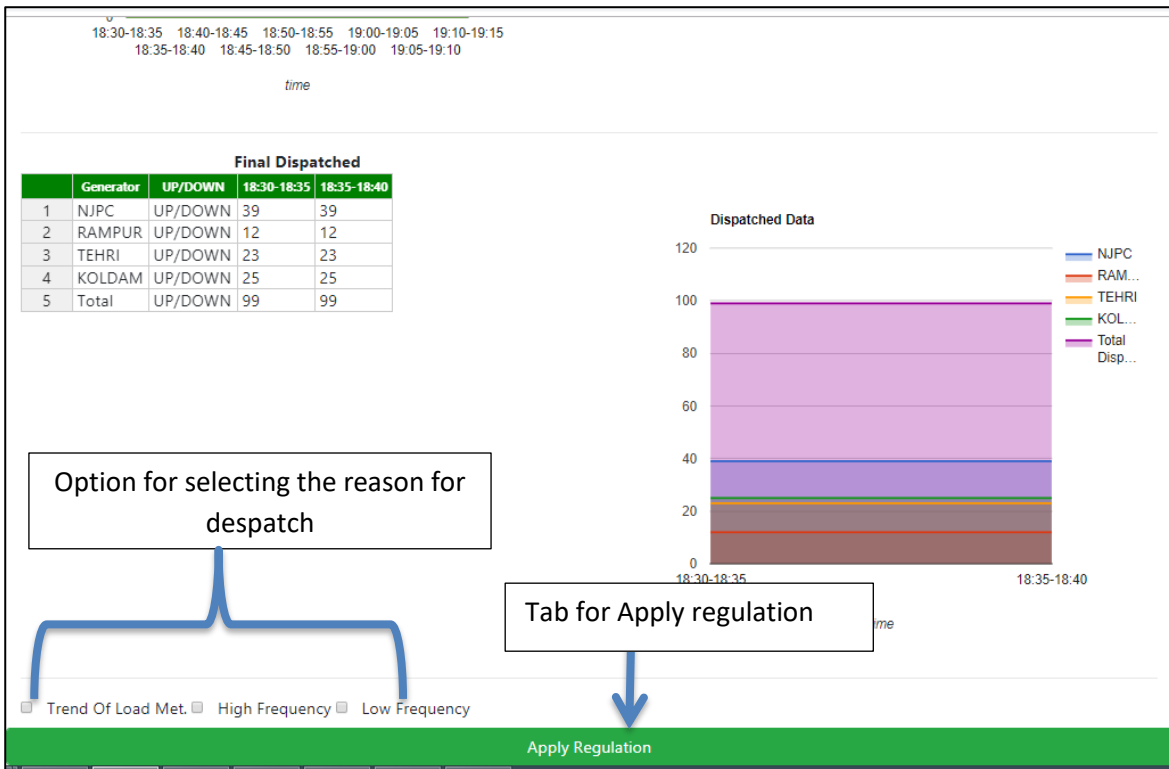 0
18:30-18:35 18:40-18:45 18:50-18:55 19:00-19:05 19:10-19:15
18:35-18:40 18:45-18:50 18:55-19:00 19:05-19:10
time
Final Dispatched
Generator UP/DOWN 18:30-18:35 18:35-18:40
1 NJPC UP/DOWN 39 39
2 RAMPUR UP/DOWN 12 12
3 TEHRI UP/DOWN 23 23
4 KOLDAM UP/DOWN 25 25
5 Total UP/DOWN 99 99
Dispatched Data
120
100
80
60
40
20
0
18:30-18:35 18:35-18:40
NJPC
RAM...
TEHRI
KOL...
Total
Disp...
Option for selecting the reason for
despatch
Tab for Apply regulation
Trend Of Load Met. High Frequency Low Frequency
Apply Regulation